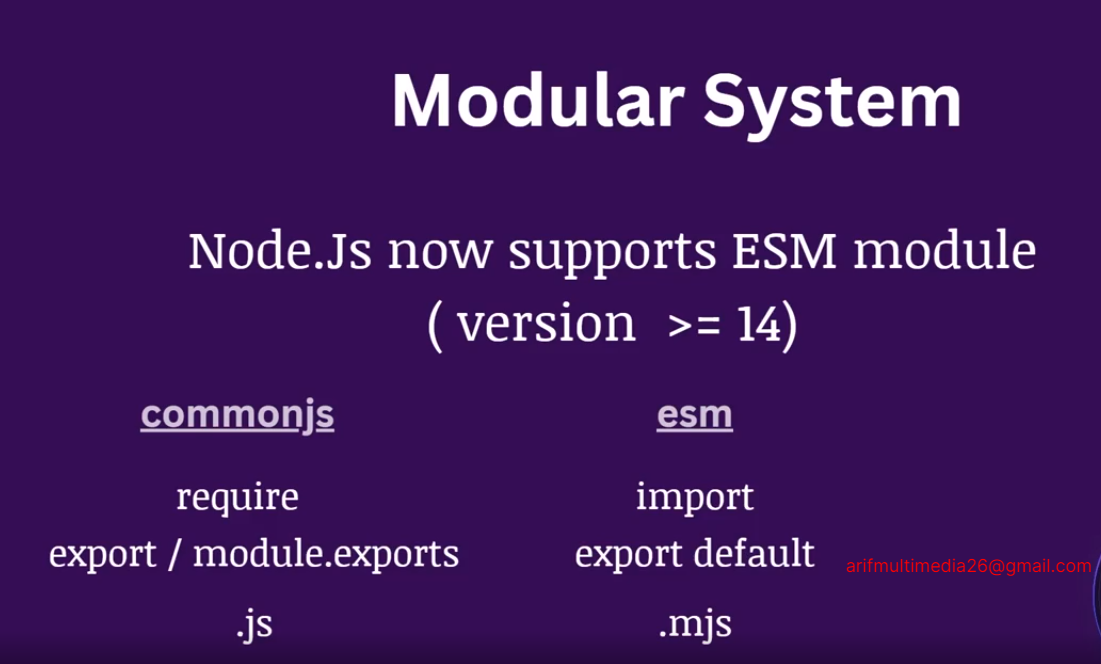 Modular System
Node.Js now supports ESM module
( version >= 14)
commonjs
esm
require
import
export / module.exports
export default
arifmultimedia26@gmail.com
.js
.mjs